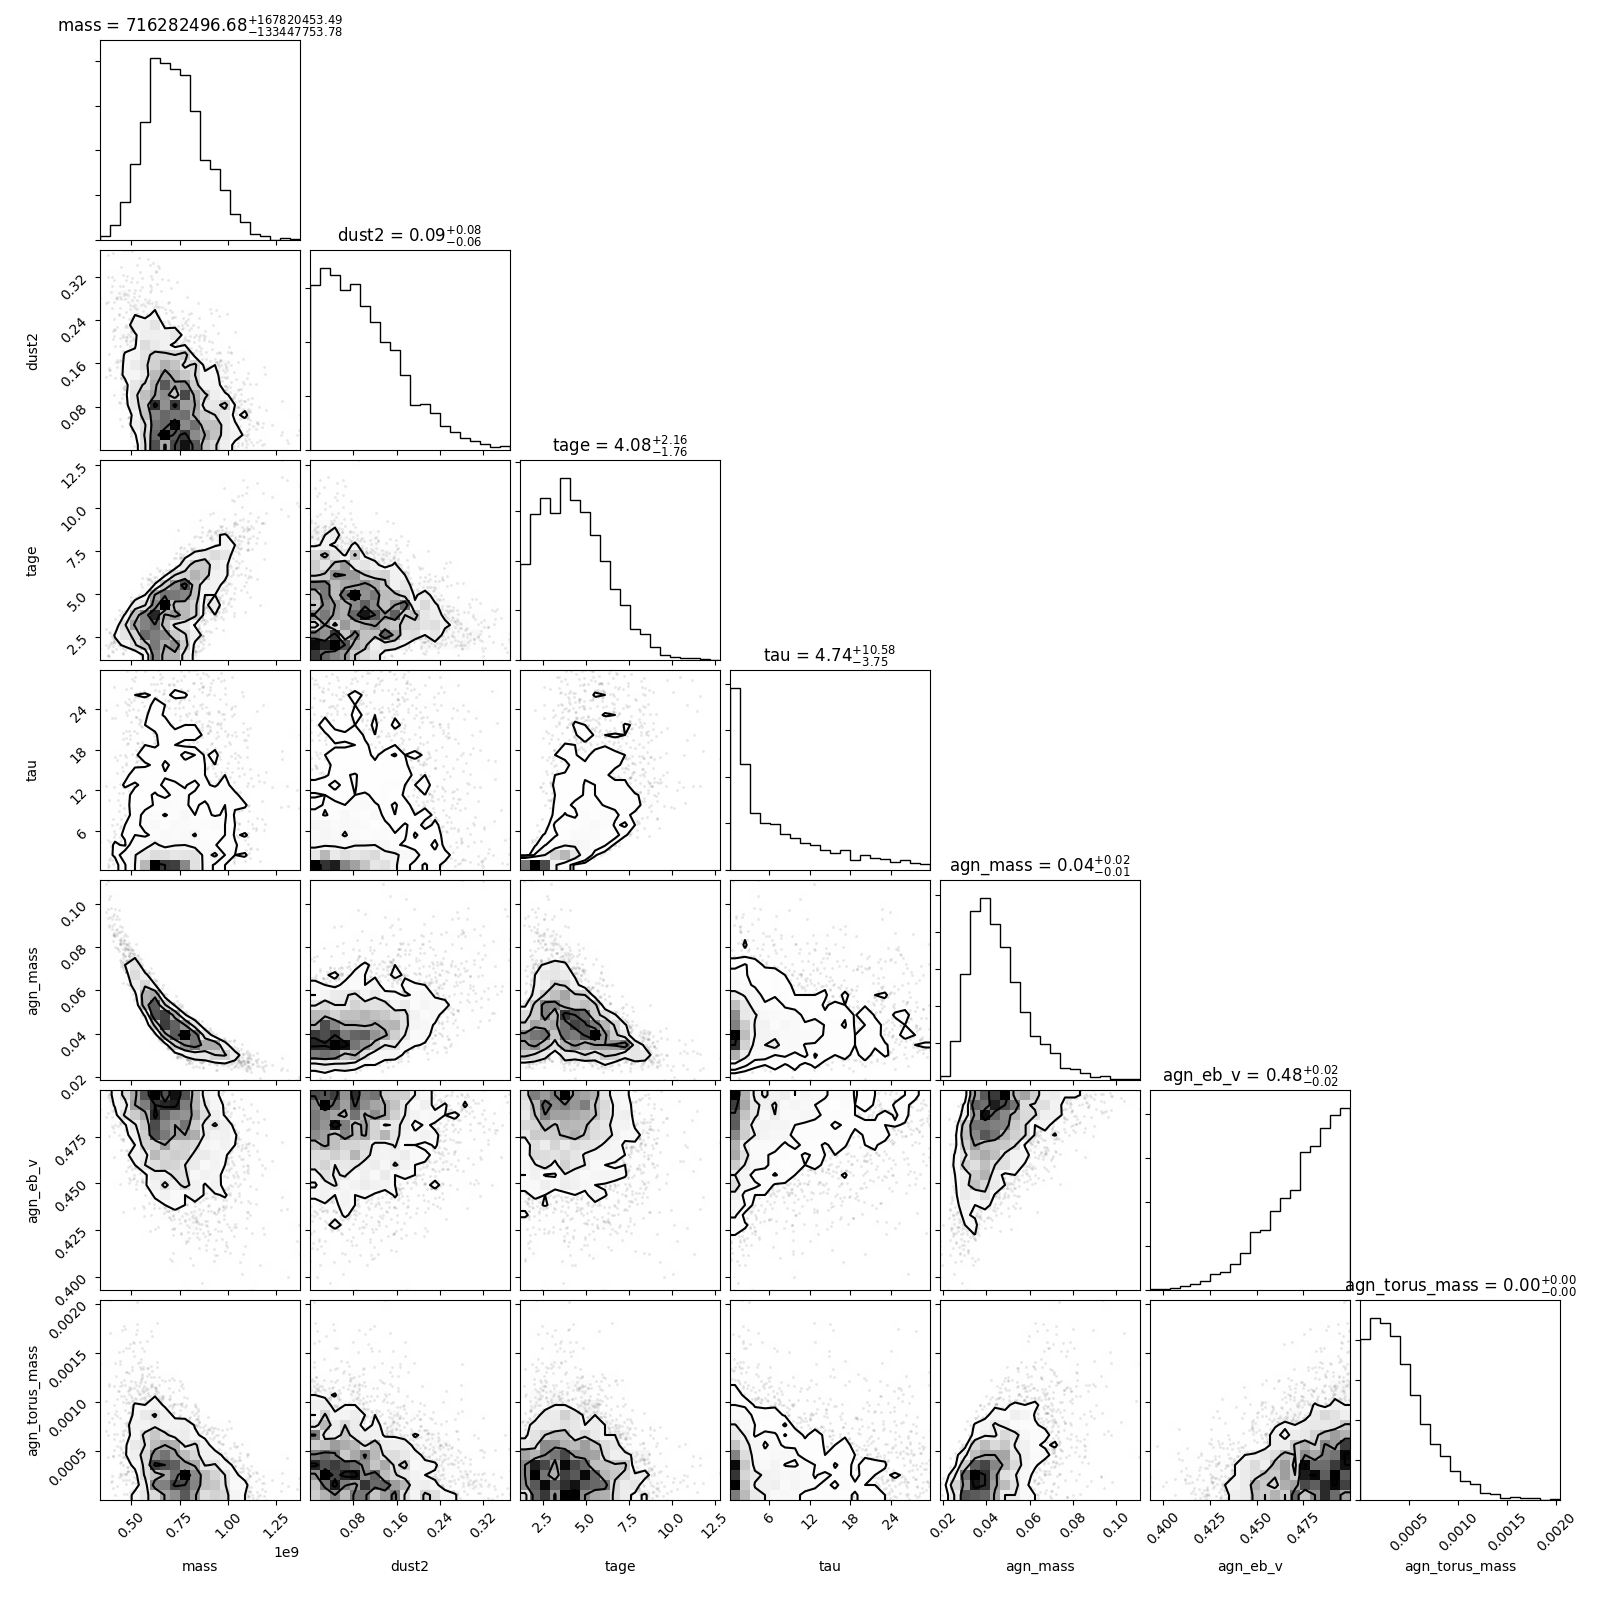 mass = 716282496.68+167820453.49−133447753.78
dust2 = 0.09+0.08−0.06
dust2
0.32
0.24
0.16
0.08
tage = 4.08+2.16−1.76
tage
12.5
10.0
7.5
5.0
2.5
tau = 4.74+10.58−3.75
tau
24
18
12
6
agn_mass = 0.04+0.02−0.01
agn_mass
0.10
0.08
0.06
0.04
0.02
agn_eb_v = 0.48+0.02−0.02
agn_eb_v
0.475
0.450
0.425
0.400
agn_torus_mass = 0.00+0.00−0.00
agn_torus_mass
0.0020
0.0015
0.0010
0.0005
0.50 0.75 1.00 1.25 0.08 0.16 0.24 0.32 2.5 5.0 7.5 10.0 12.5 6 12 18 24 0.02 0.04 0.06 0.08 0.10 0.400 0.425 0.450 0.475 0.0005 0.0010 0.0015 0.0020
1e9
mass dust2 tage tau agn_mass agn_eb_v agn_torus_mass